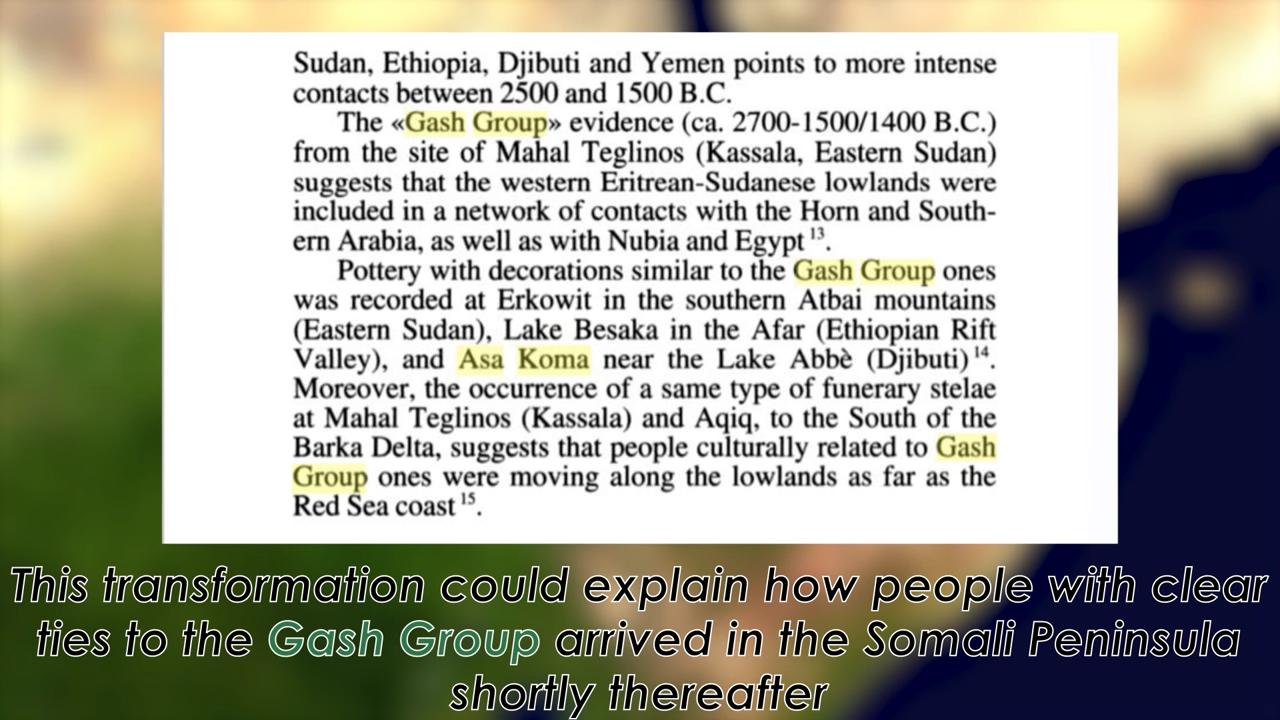 Sudan, Ethiopia, Djibuti and Yemen points to more intense
contacts between 2500 and 1500 B.C.
The «Gash Group» evidence (ca. 2700-1500/1400 B.C.)
from the site of Mahal Teglinos (Kassala, Eastern Sudan)
suggests that the western Eritrean-Sudanese lowlands were
included in a network of contacts with the Horn and South-
ern Arabia, as well as with Nubia and Egypt 13.
Pottery with decorations similar to the Gash Group ones
was recorded at Erkowit in the southern Atbai mountains
(Eastern Sudan), Lake Besaka in the Afar (Ethiopian Rift
Valley), and Asa Koma near the Lake Abbè (Djibuti) 14.
Moreover, the occurrence of a same type of funerary stelae
at Mahal Teglinos (Kassala) and Aqiq, to the South of the
Barka Delta, suggests that people culturally related to Gash
Group ones were moving along the lowlands as far as the
Red Sea coast 15.
This transformation could explain how people with clear
ties to the Gash Group arrived in the Somali Peninsula
shortly thereafter